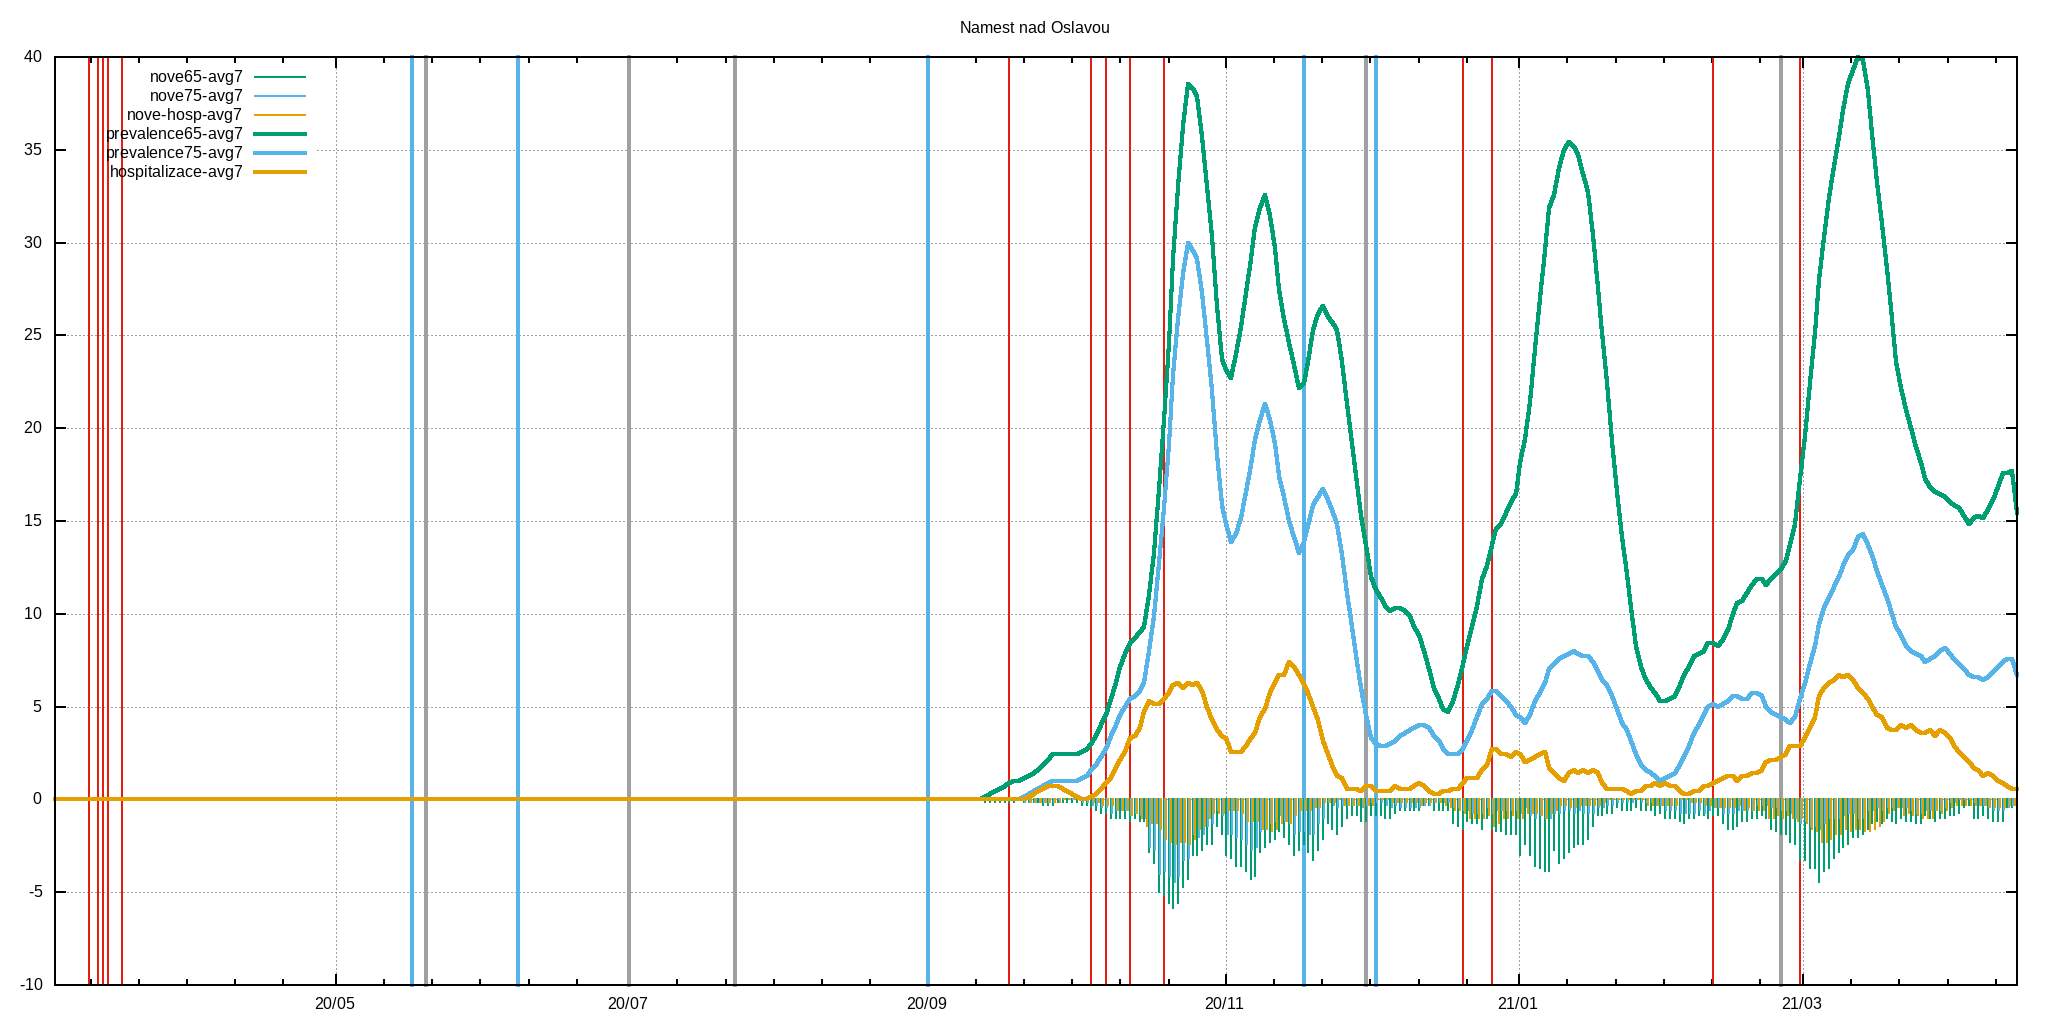 Namest nad Oslavou
40
35
30
25
20
15
10
5
0
-5
-10
nove65-avg7
nove75-avg7
nove-hosp-avg7
prevalence65-avg7
prevalence75-avg7
hospitalizace-avg7
20/05 20/07 20/09 20/11 21/01 21/03